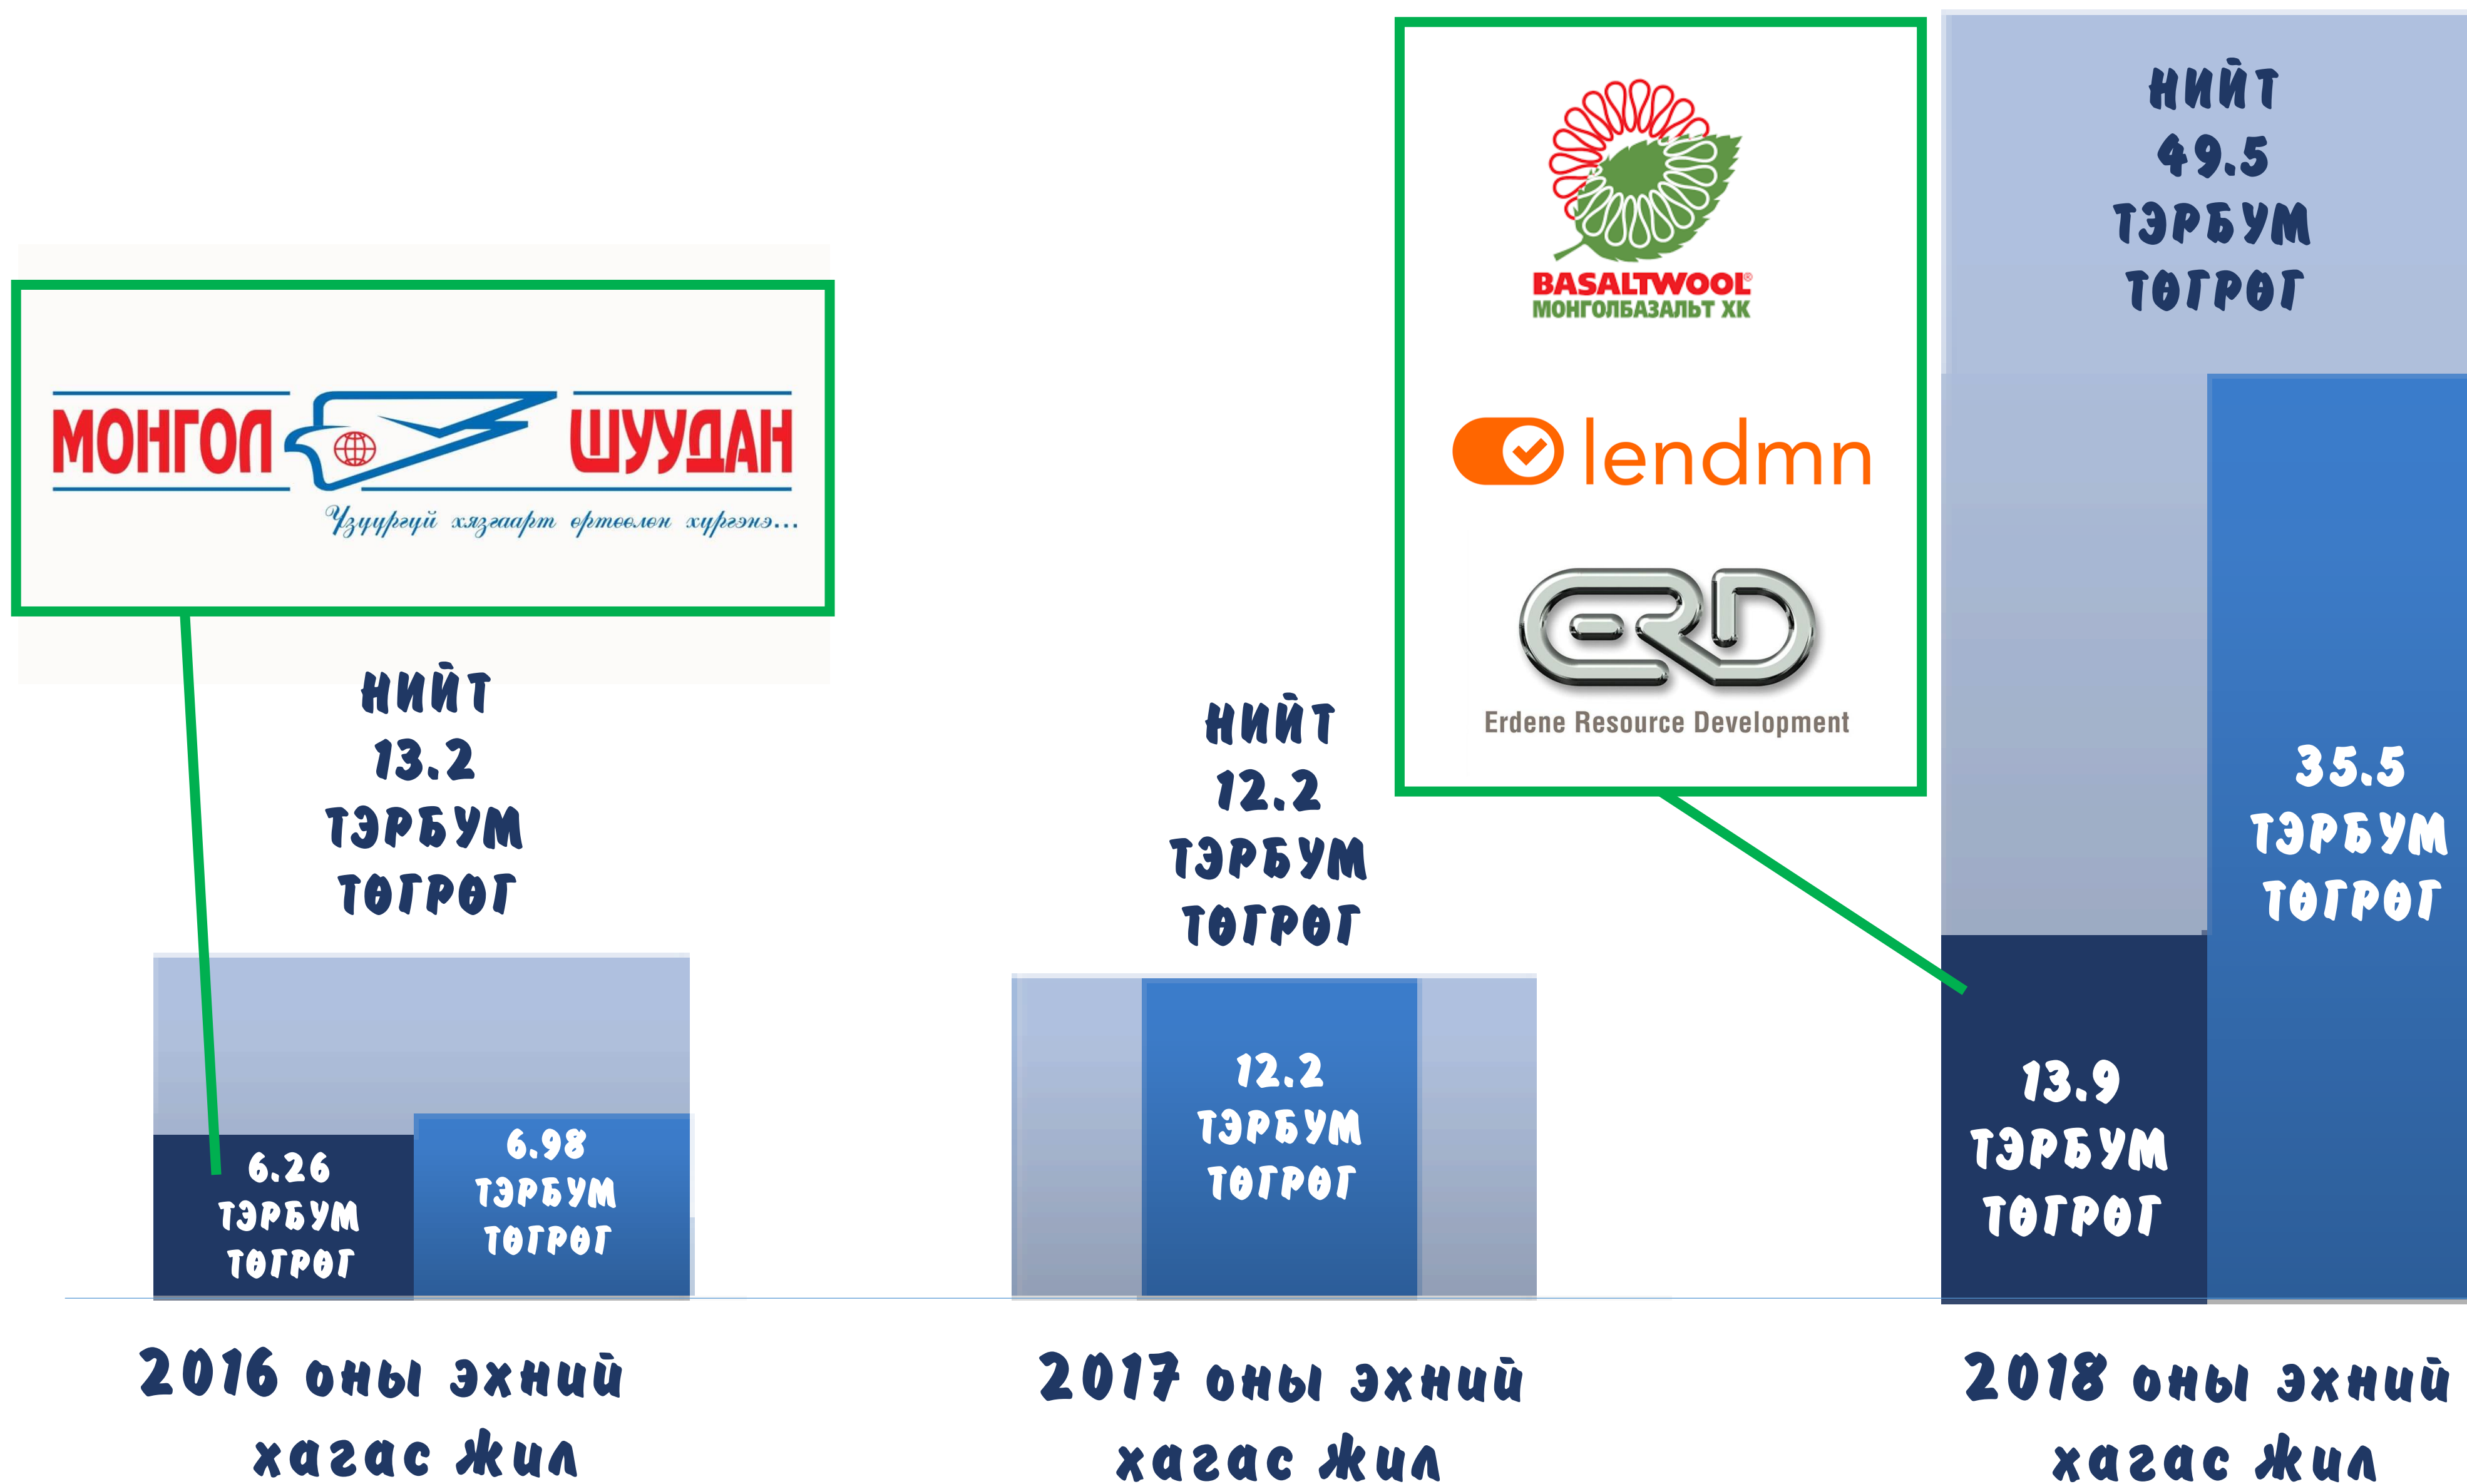 МОНГОЛ ШУУДАН
Үзүүргүй хязгаарт өртөөлөн хүргэнэ...
НИЙТ
13.2
ТЭРБУМ
ТӨГРӨГ
6.26
ТЭРБУМ
ТӨГРӨГ
6.98
ТЭРБУМ
ТӨГРӨГ
2016 оны эхний
хагас жил
НИЙТ
12.2
ТЭРБУМ
ТӨГРӨГ
12.2
ТЭРБУМ
ТӨГРӨГ
2017 оны эхний
хагас жил
BASALTWOOL®
МОНГОЛБАЗАЛЬТ ХК
lendmn
ERD
Erdene Resource Development
НИЙТ
49.5
ТЭРБУМ
ТӨГРӨГ
13.9
ТЭРБУМ
ТӨГРӨГ
35.5
ТЭРБУМ
ТӨГРӨГ
2018 оны эхний
хагас жил